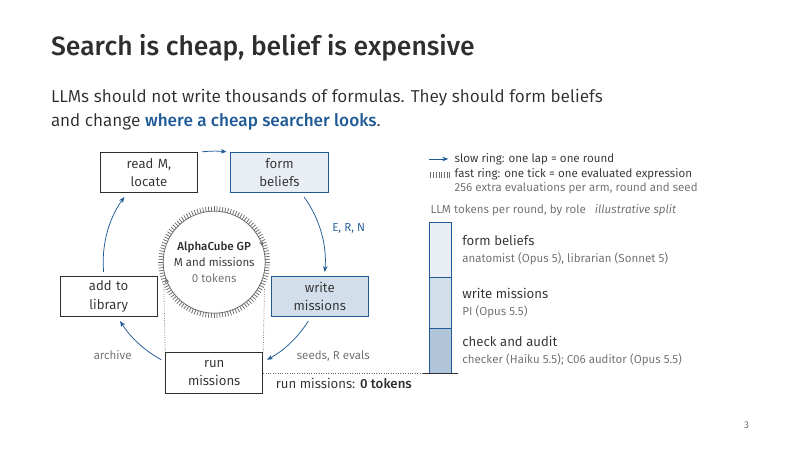 Search is cheap, belief is expensive
LLMs should not write thousands of formulas. They should form beliefs
and change where a cheap searcher looks.
read M,
locate
form
beliefs
E, R, N
AlphaCube GP
M and missions
0 tokens
add to
library
write
missions
archive
seeds, R evals
run
missions
run missions: 0 tokens
slow ring: one lap = one round
fast ring: one tick = one evaluated expression
256 extra evaluations per arm, round and seed
LLM tokens per round, by role illustrative split
form beliefs
anatomist (Opus 5), librarian (Sonnet 5)
write missions
PI (Opus 5.5)
check and audit
checker (Haiku 5.5); C06 auditor (Opus 5.5)
3